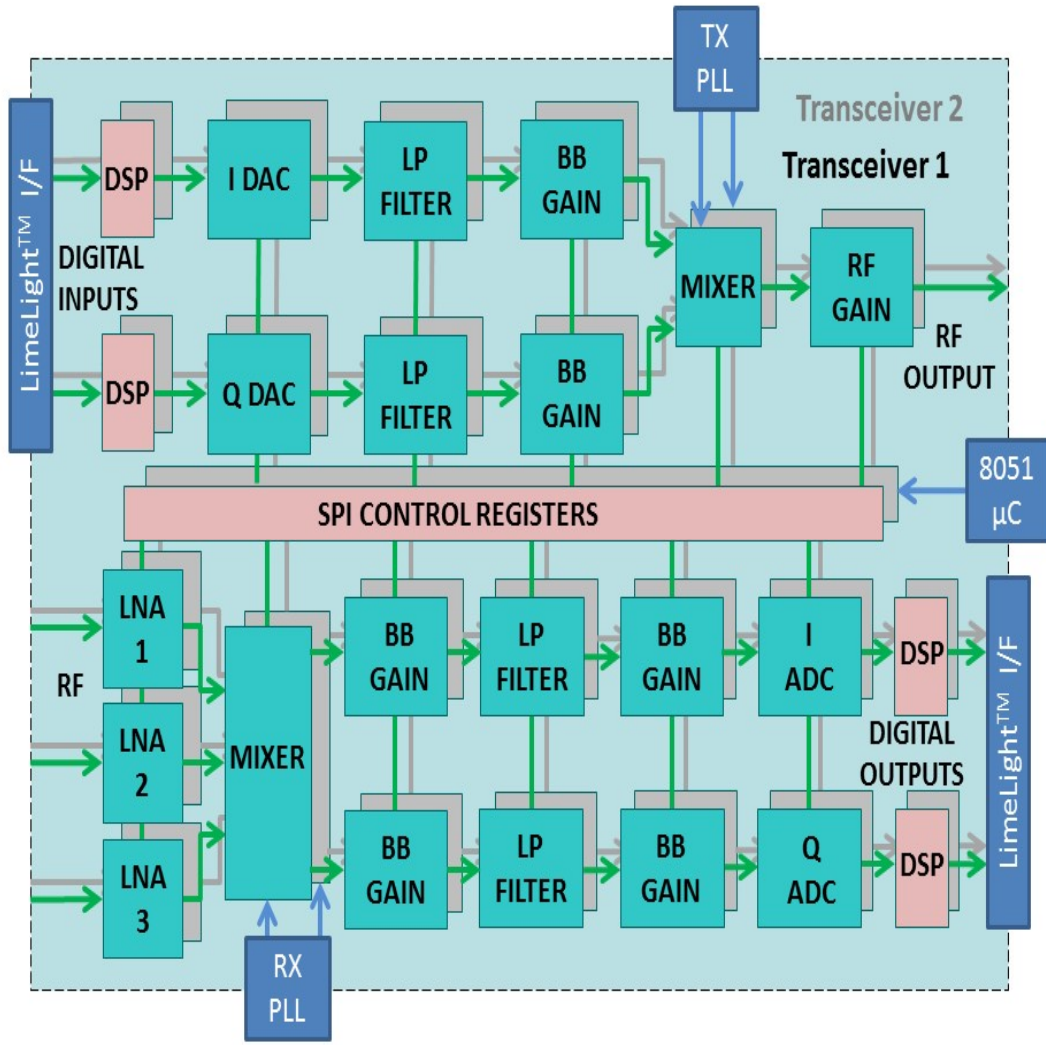 TX
PLL
Transceiver 2
Transceiver 1
LimeLight™ I/F
DSP
I DAC
LP
FILTER
BB
GAIN
DIGITAL
INPUTS
MIXER
RF
GAIN
DSP
Q DAC
LP
FILTER
BB
GAIN
RF
OUTPUT
8051
µC
SPI CONTROL REGISTERS
LNA
1
BB
GAIN
LP
FILTER
BB
GAIN
I
ADC
DSP
LimeLight™ I/F
RF
LNA
2
MIXER
DIGITAL
OUTPUTS
LNA
3
BB
GAIN
LP
FILTER
BB
GAIN
Q
ADC
DSP
RX
PLL